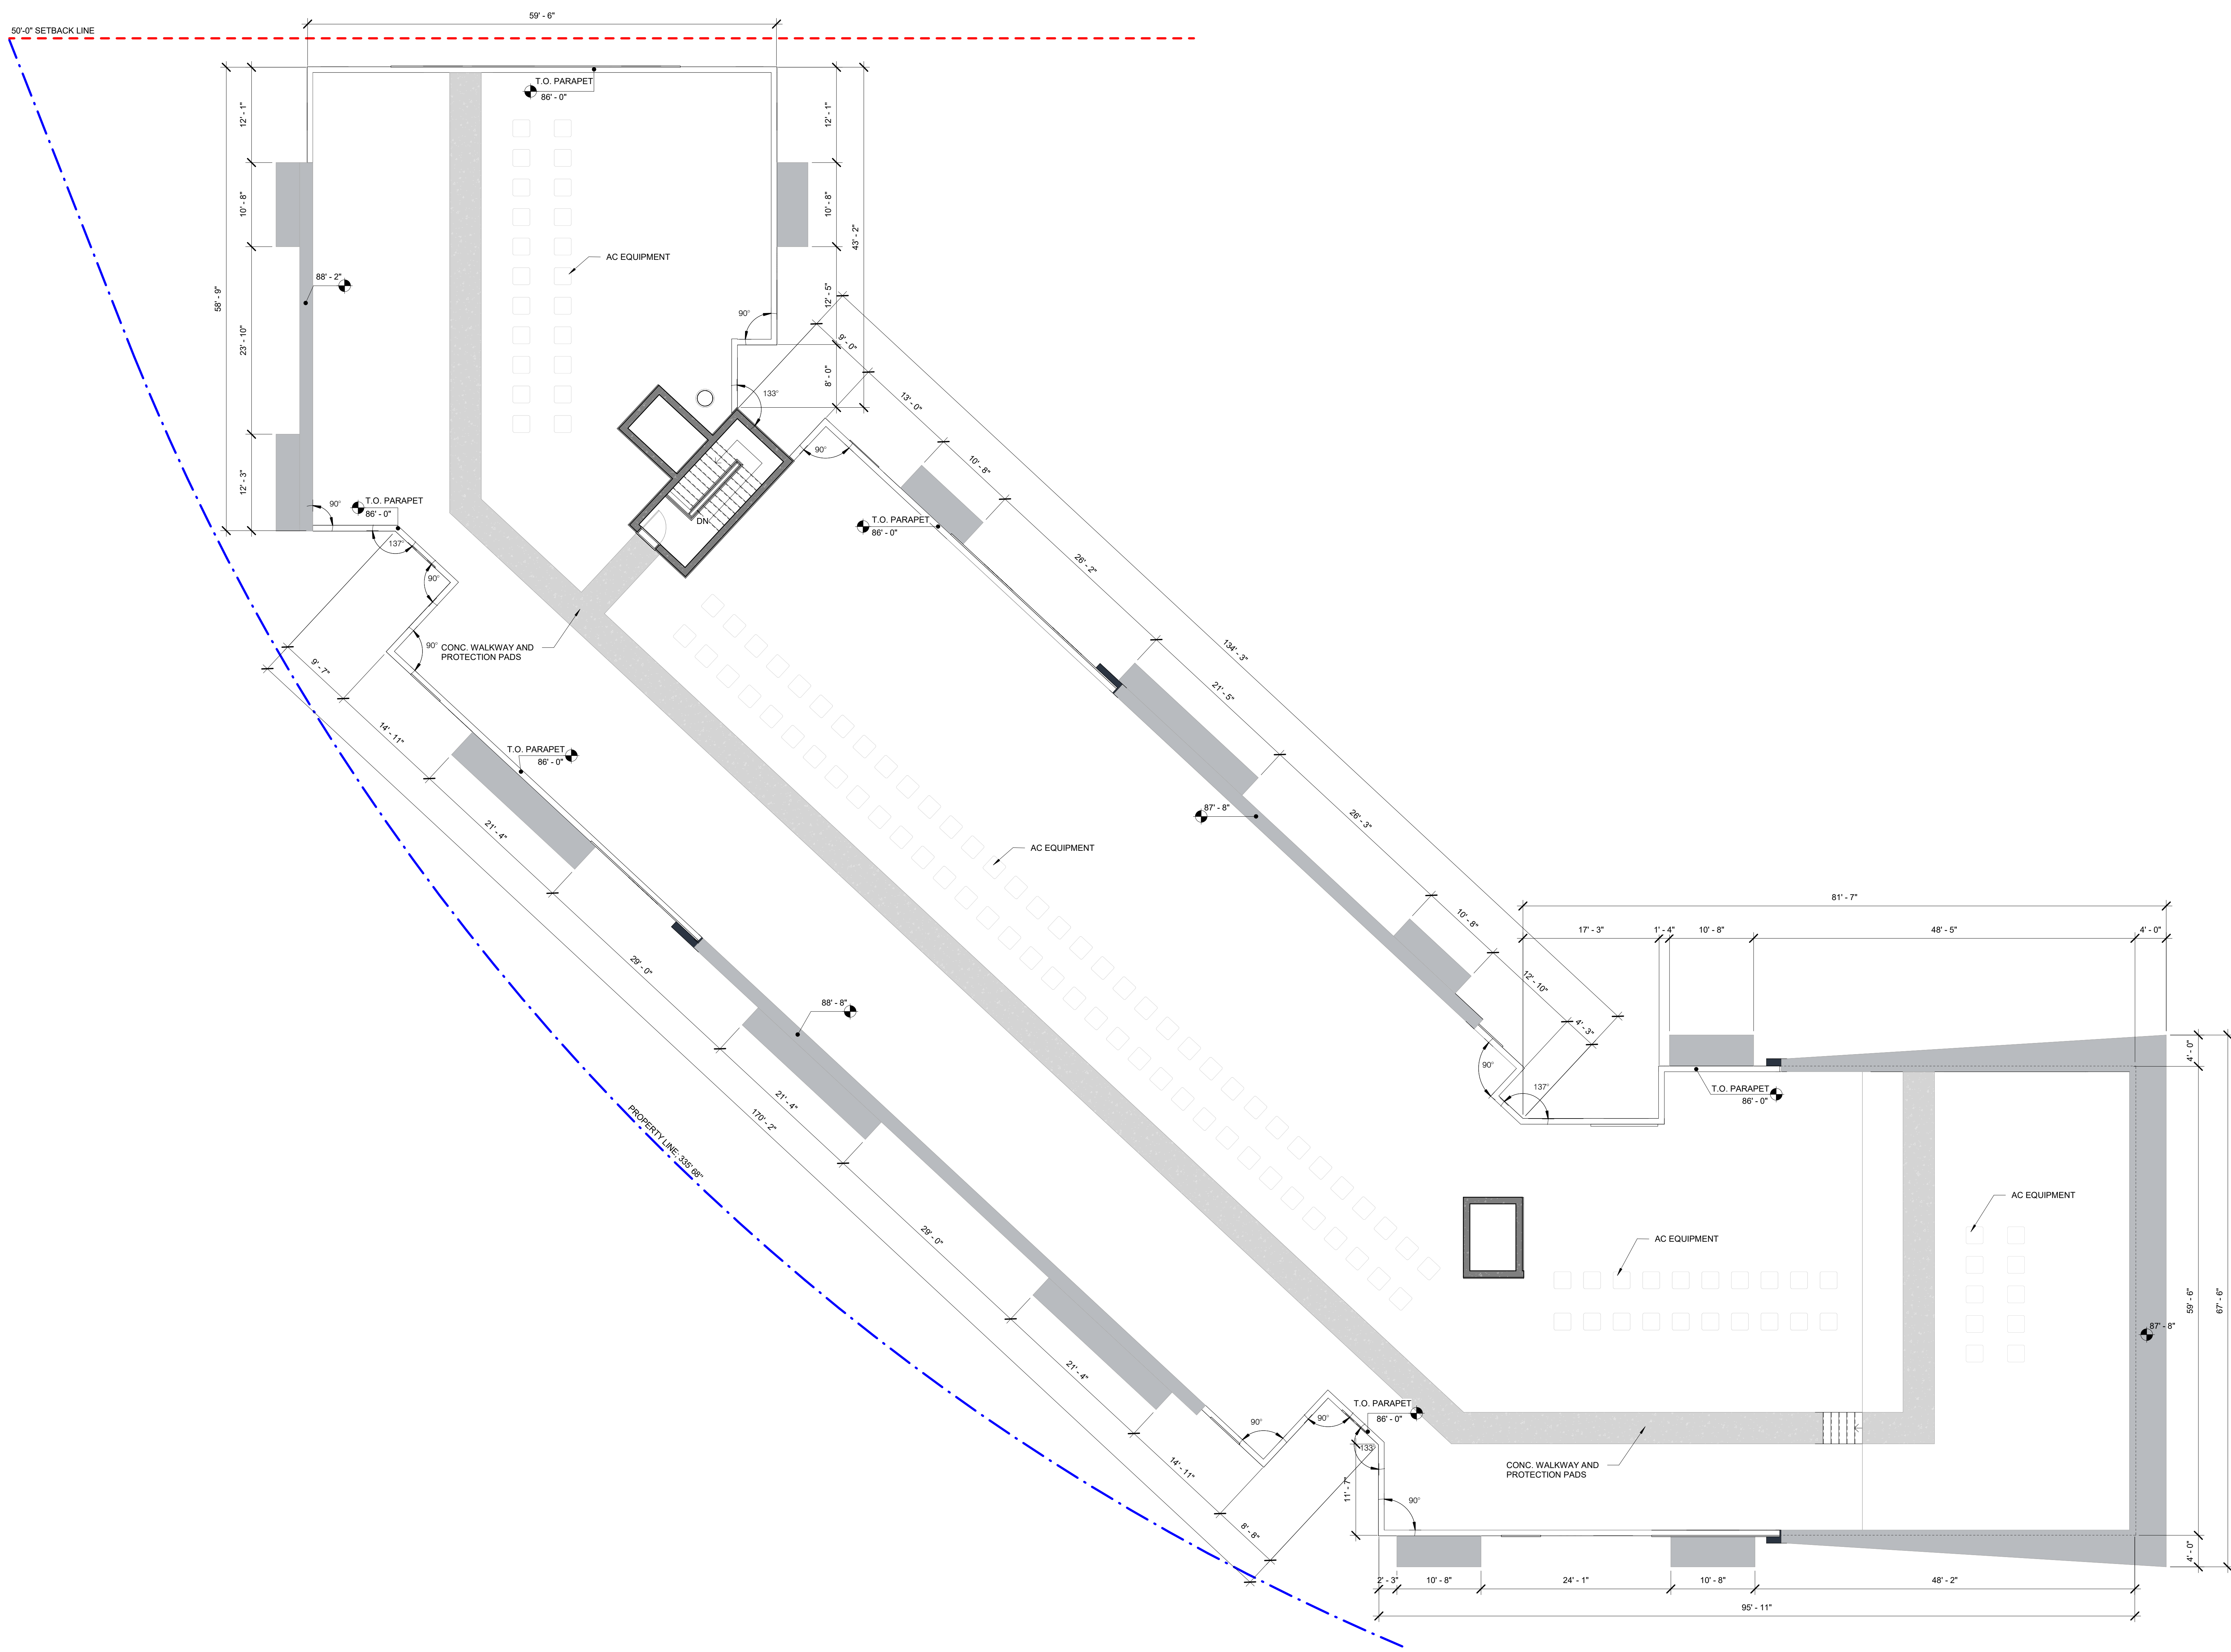 59' - 6"
50'-0" SETBACK LINE
T.O. PARAPET
86' - 0"
12' - 1"
12' - 1"
10' - 8"
10' - 8"
43' - 2"
AC EQUIPMENT
88' - 2"
58' - 9"
12' - 5"
90°
23' - 10"
9' - 0"
8' - 0"
133°
13' - 0"
90°
10' - 8"
12' - 3"
90°
T.O. PARAPET
86' - 0"
DN
T.O. PARAPET
86' - 0"
137°
26' - 2"
90°
90°
CONC. WALKWAY AND
PROTECTION PADS
134' - 3"
9' - 7"
21' - 5"
14' - 11"
T.O. PARAPET
86' - 0"
87' - 8"
26' - 3"
21' - 4"
AC EQUIPMENT
81' - 7"
10' - 8"
17' - 3"
1' - 4"
10' - 8"
48' - 5"
4' - 0"
29' - 0"
12' - 10"
88' - 8"
4' - 3"
4' - 0"
90°
137°
T.O. PARAPET
86' - 0"
21' - 4"
170' - 2"
PROPERTY LINE, 335' 68"
AC EQUIPMENT
29' - 0"
AC EQUIPMENT
59' - 6"
67' - 6"
87' - 8"
21' - 4"
T.O. PARAPET
86' - 0"
90°
90°
133°
14' - 11"
CONC. WALKWAY AND
PROTECTION PADS
11' - 7"
90°
8' - 8"
4' - 0"
2' - 3"
10' - 8"
24' - 1"
10' - 8"
48' - 2"
95' - 11"